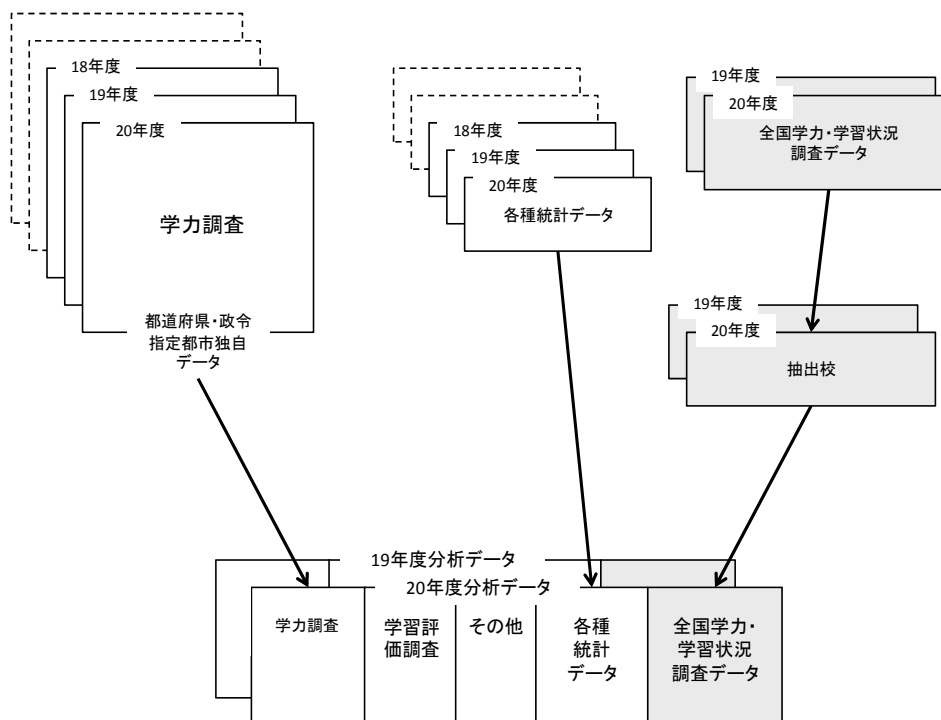 18年度
19年度
20年度
学力調査
都道府県・政令
指定都市独自
データ
18年度
19年度
20年度
各種統計データ
19年度
20年度
全国学力・学習状況
調査データ
19年度
20年度
抽出校
19年度分析データ
20年度分析データ
学力調査
学習評
価調査
その他
各種
統計
データ
全国学力・
学習状況
調査データ